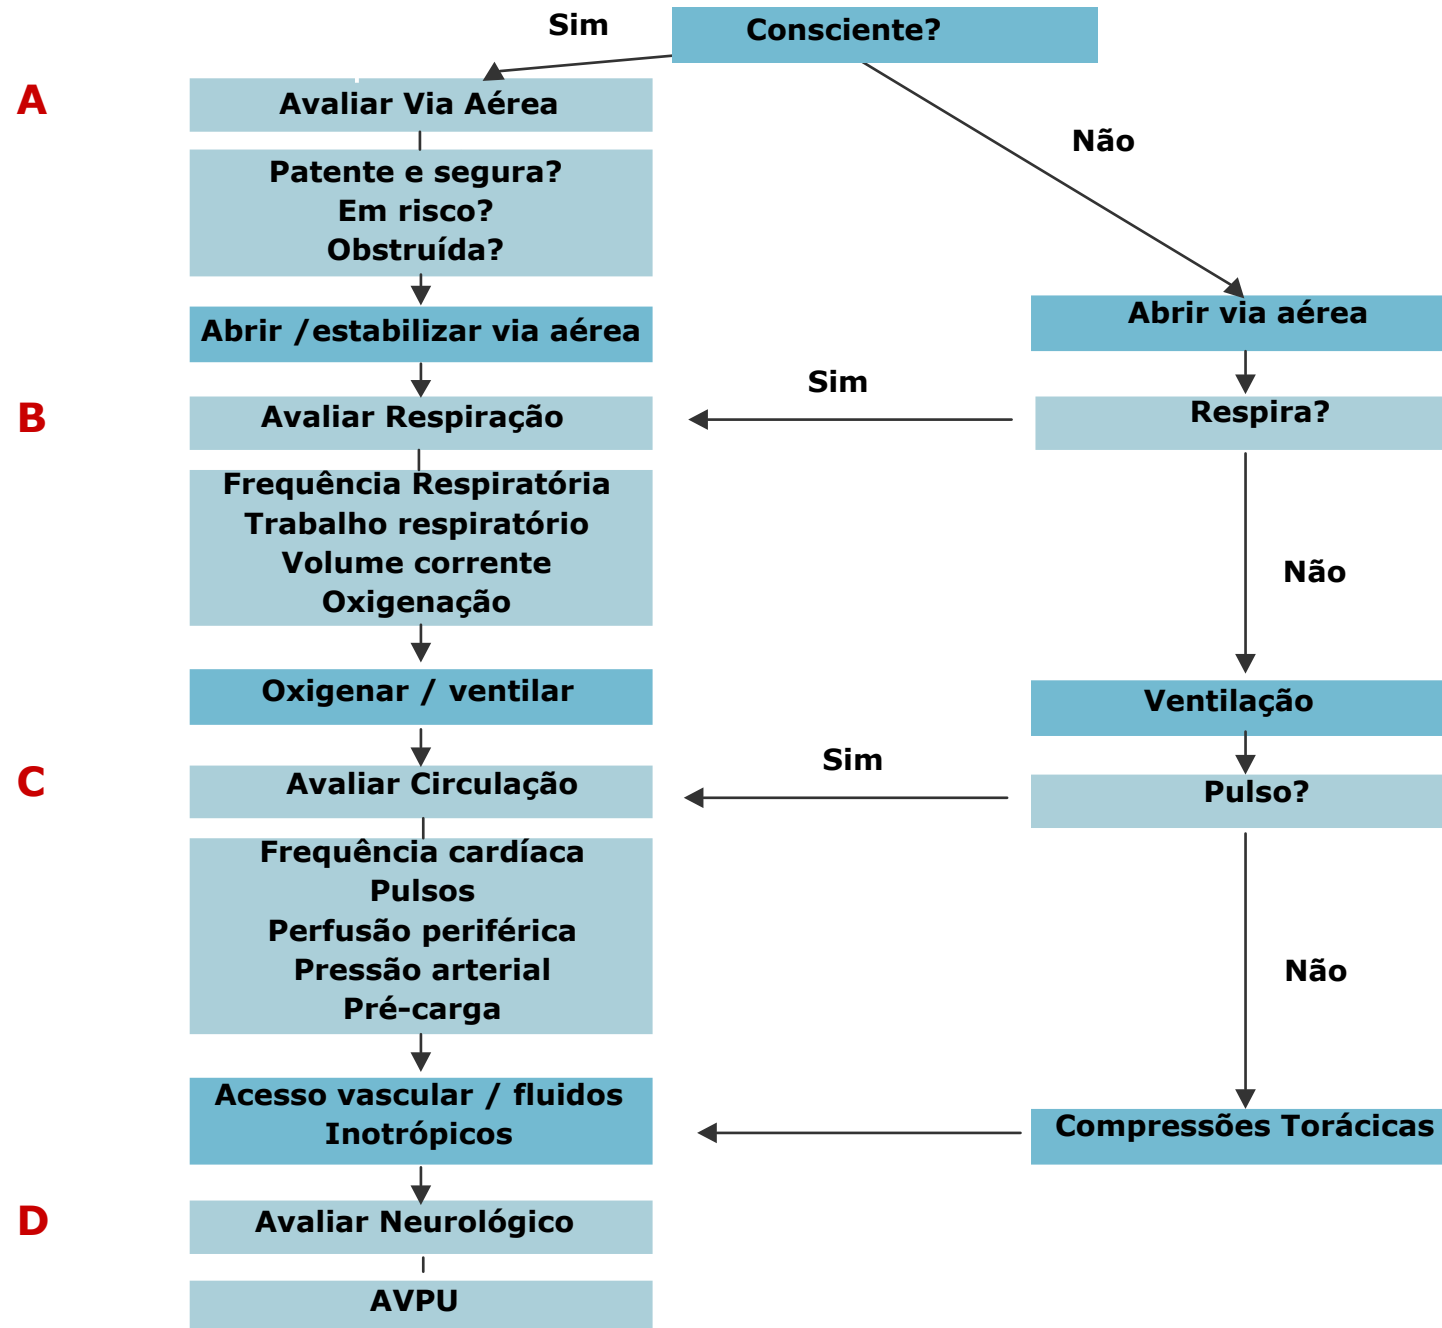 Sim
Consciente?
A
Avaliar Via Aérea
Não
Patente e segura?
Em risco?
Obstruída?
Abrir /estabilizar via aérea
Abrir via aérea
B
Avaliar Respiração
Sim
Respira?
Frequência Respiratória
Trabalho respiratório
Volume corrente
Oxigenação
Não
Oxigenar / ventilar
Ventilação
C
Avaliar Circulação
Sim
Pulso?
Frequência cardíaca
Pulsos
Perfusão periférica
Pressão arterial
Pré-carga
Não
Acesso vascular / fluidos
Inotrópicos
Compressões Torácicas
D
Avaliar Neurológico
AVPU